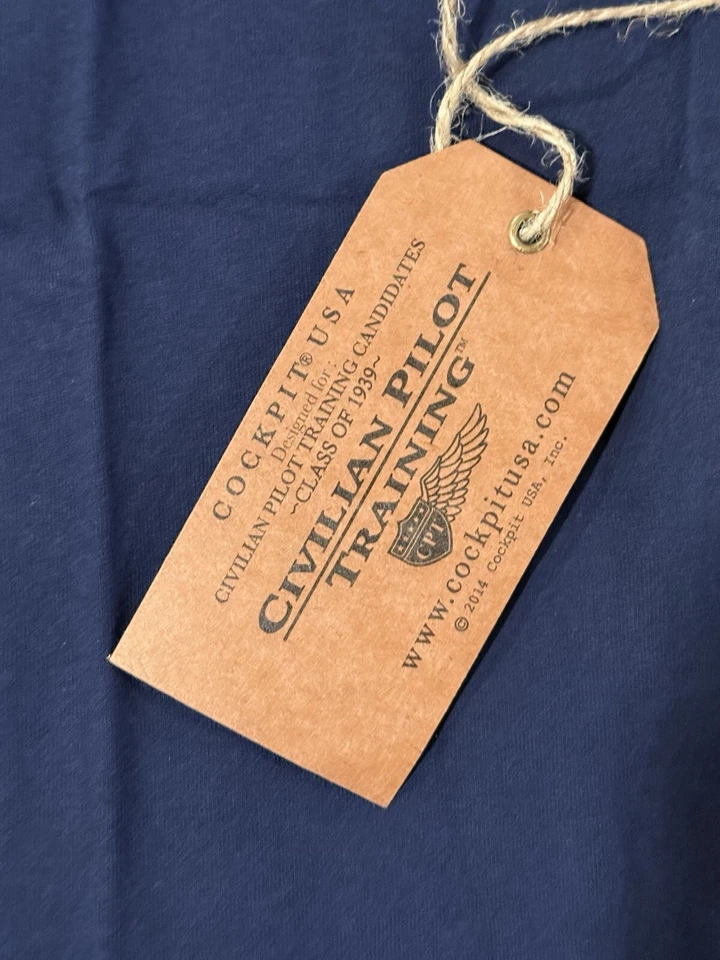 COCKPIT® USA
Designed for:
CIVILIAN PILOT TRAINING CANDIDATES
~CLASS OF 1939~
CIVILIAN PILOT
TRAINING™
CPT
www.cockpitusa.com
© 2014 Cockpit USA, Inc.